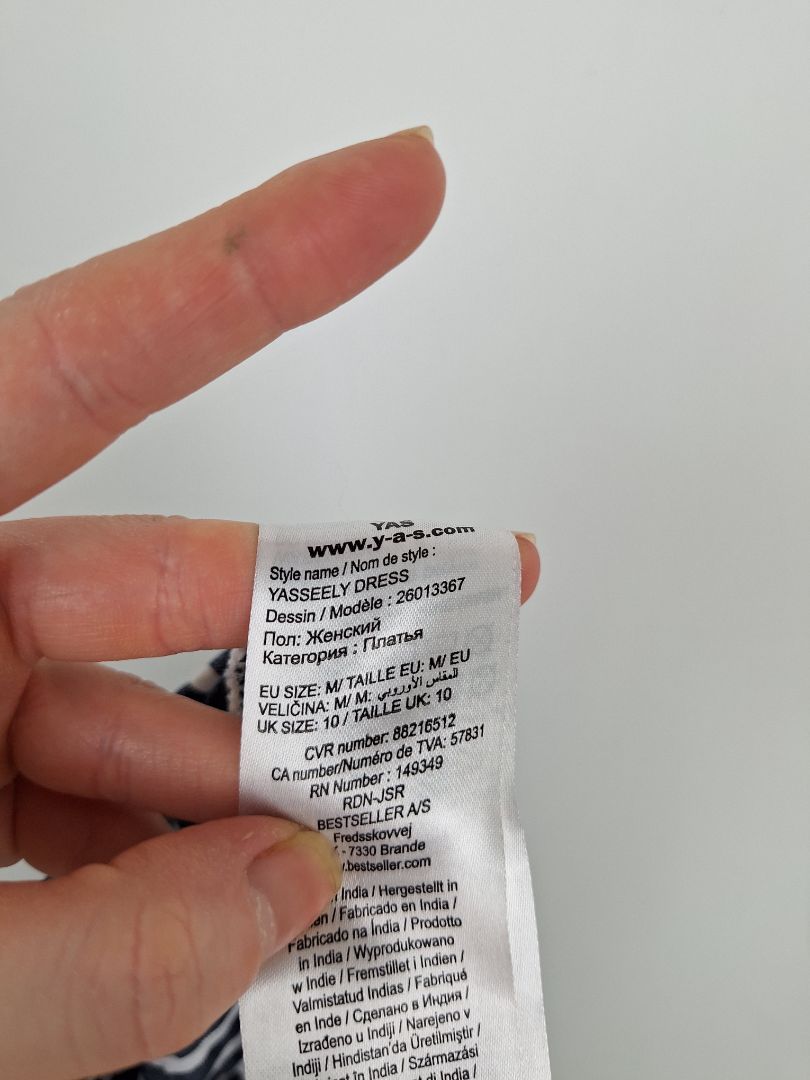 YAS
www.y-a-s.com
Style name / Nom de style :
YASSEELY DRESS
Dessin / Modèle : 26013367
Пол: Женский
Категория : Платья
EU SIZE: M/ TAILLE EU: M/ EU
VELIČINA: M/ M: المقاس الأوروبي
UK SIZE: 10 / TAILLE UK: 10
CVR number: 88216512
CA number/Numéro de TVA: 57831
RN Number : 149349
RDN-JSR
BESTSELLER A/S
Fredsskovvej
- 7330 Brande
.bestseller.com
India / Hergestellt in
/ Fabricado en India /
Fabricado na Índia / Prodotto
in India / Wyprodukowano
w Indie / Fremstillet i Indien /
Valmistatud Indias / Fabriqué
en Inde / Сделано в Индия /
Izrađeno u Indiji / Narejeno v
Indiji / Hindistan'da Üretilmiştir /
in India / Származási
di India /